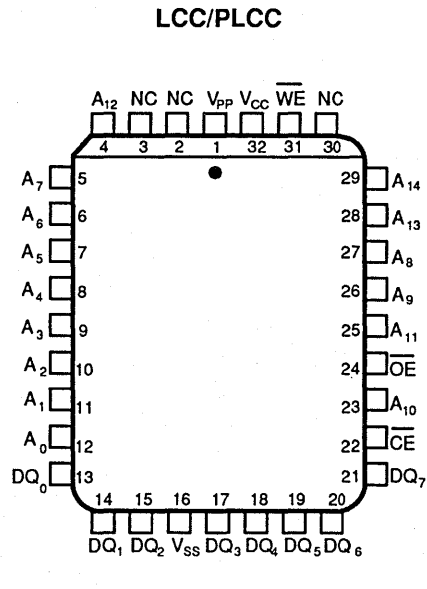 LCC/PLCC
A12 NC NC VPP VCC W̅E̅ NC
4 3 2 1 32 31 30
A7 5 29 A14
A6 6 28 A13
A5 7 27 A8
A4 8 26 A9
A3 9 25 A11
A2 10 24 O̅E̅
A1 11 23 A10
A0 12 22 C̅E̅
DQ0 13 21 DQ7
14 15 16 17 18 19 20
DQ1 DQ2 VSS DQ3 DQ4 DQ5 DQ6